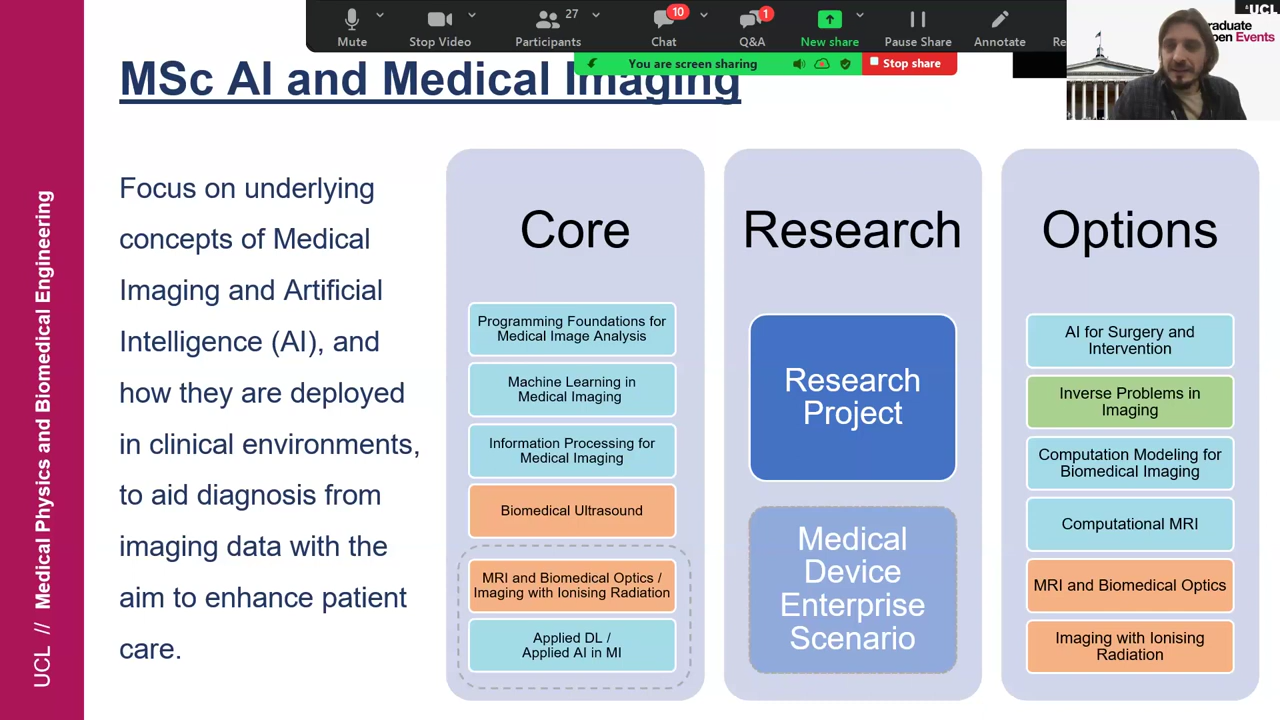 Mute
Stop Video
27
Participants
10
Chat
1
Q&A
New share
Pause Share
Annotate
Re
You are screen sharing
Stop share
UCL
raduate
pen Events
MSc AI and Medical Imaging
UCL // Medical Physics and Biomedical Engineering
Focus on underlying
concepts of Medical
Imaging and Artificial
Intelligence (AI), and
how they are deployed
in clinical environments,
to aid diagnosis from
imaging data with the
aim to enhance patient
care.
Core
Programming Foundations for
Medical Image Analysis
Machine Learning in
Medical Imaging
Information Processing for
Medical Imaging
Biomedical Ultrasound
MRI and Biomedical Optics /
Imaging with Ionising Radiation
Applied DL /
Applied AI in MI
Research
Research
Project
Medical
Device
Enterprise
Scenario
Options
AI for Surgery and
Intervention
Inverse Problems in
Imaging
Computation Modeling for
Biomedical Imaging
Computational MRI
MRI and Biomedical Optics
Imaging with Ionising
Radiation